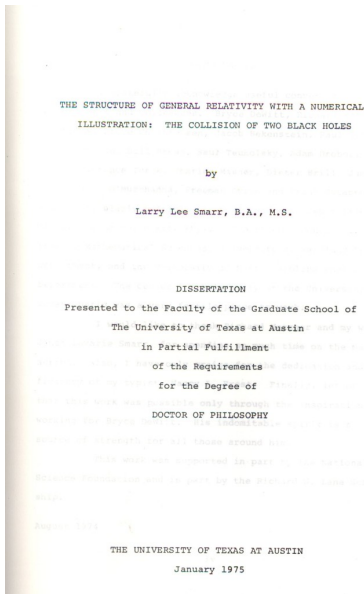 THE STRUCTURE OF GENERAL RELATIVITY WITH A NUMERICAL
ILLUSTRATION: THE COLLISION OF TWO BLACK HOLES
by
Larry Lee Smarr, B.A., M.S.
DISSERTATION
Presented to the Faculty of the Graduate School of
The University of Texas at Austin
in Partial Fulfillment
of the Requirements
for the Degree of
DOCTOR OF PHILOSOPHY
THE UNIVERSITY OF TEXAS AT AUSTIN
January 1975